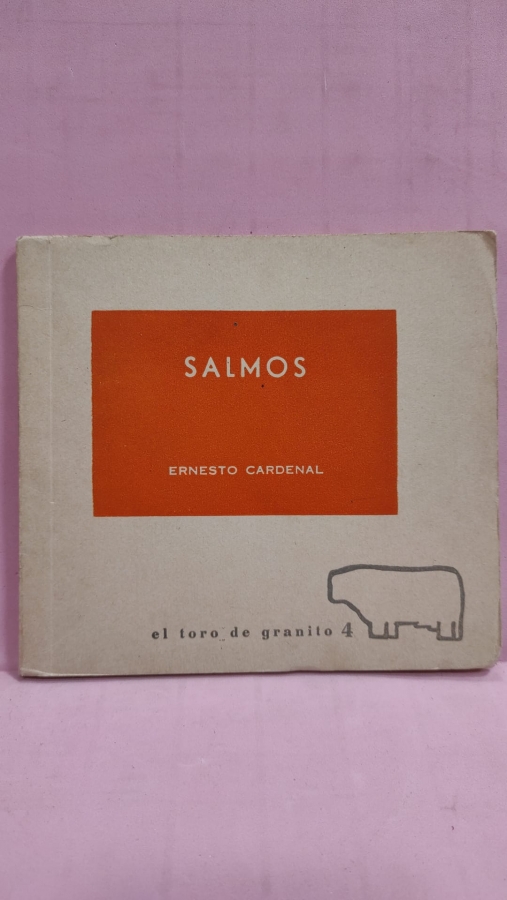 SALMOS
ERNESTO CARDENAL
el toro de granito 4